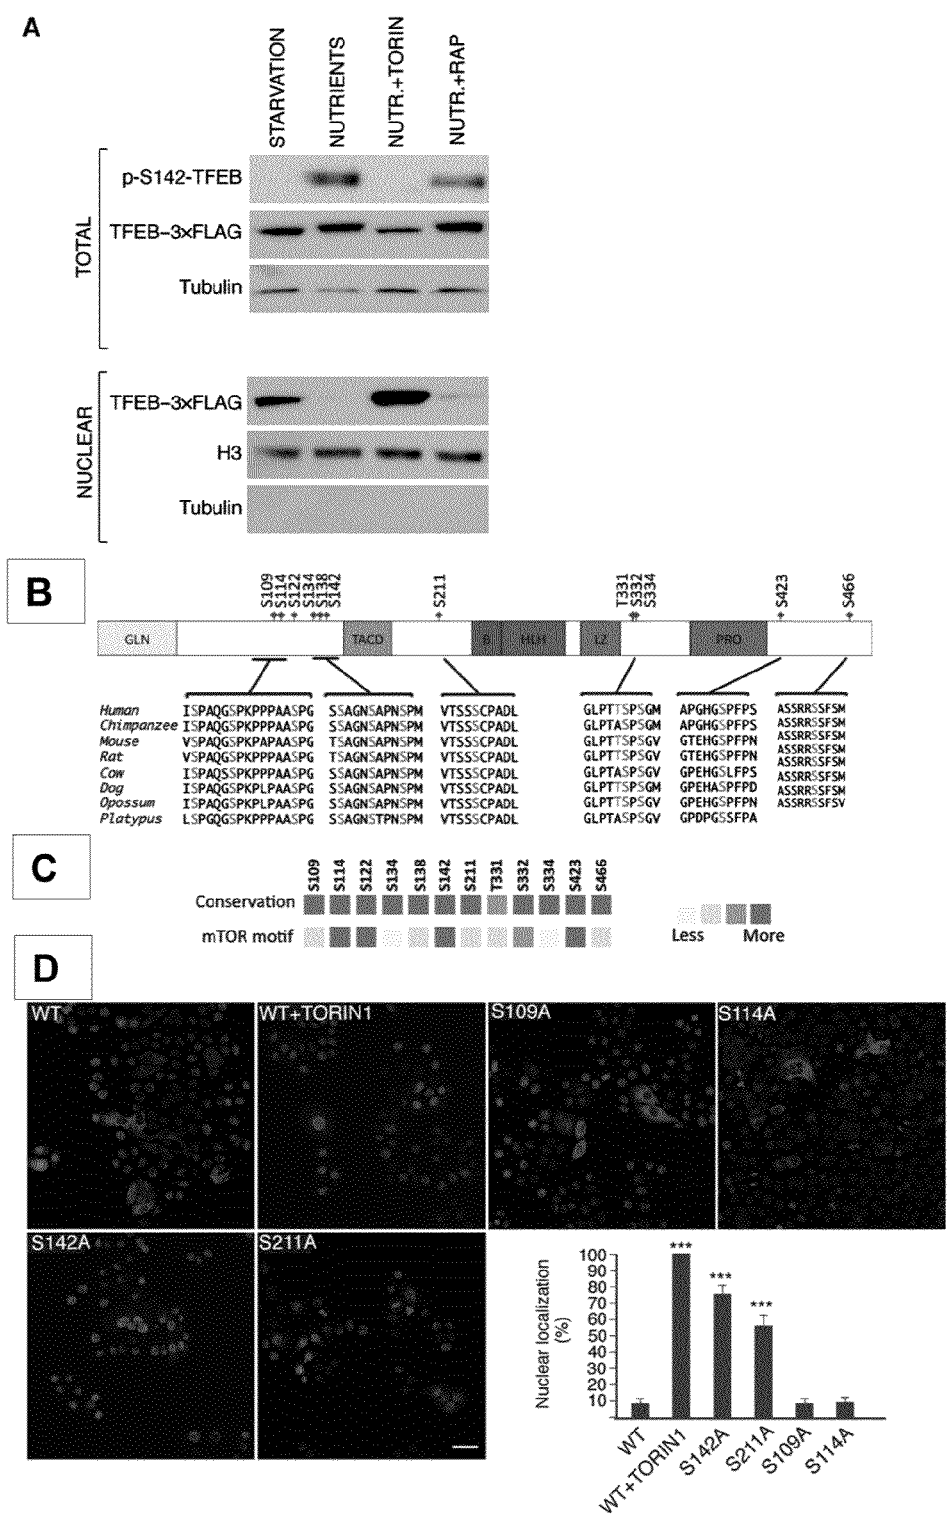 A
STARVATION
NUTRIENTS
NUTR.+TORIN
NUTR.+RAP
TOTAL
p-S142-TFEB
TFEB-3xFLAG
Tubulin
NUCLEAR
TFEB-3xFLAG
H3
Tubulin
B
S109 S114 S122 S134 S138 S142 S211 T331 S332 S334 S423 S466
GLN TACD B HLH LZ PRO
Human ISPAQGSPKPPPAASPG SSAGNSAPNSPM VTSSSCPADL GLPTTSPSGM APGHGSPFPS ASSRRSSFSM
Chimpanzee ISPAQGSPKPPPAASPG SSAGNSAPNSPM VTSSSCPADL GLPTASPSGM APGHGSPFPS ASSRRSSFSM
Mouse VSPAQGSPKPAPAASPG TSAGNSAPNSPM VTSSSCPADL GLPTTSPSGV GTEHGSPFPN ASSRRSSFSM
Rat VSPAQGSPKPAPAASPG TSAGNSAPNSPM VTSSSCPADL GLPTTSPSGV GTEHGSPFPN ASSRRSSFSM
Cow ISPAQSSPKPPPAASPG SSAGNSAPNSPM VTSSSCPADL GLPTASPSGV GPEHGSLFPS ASSRRSSFSM
Dog ISPAQGSPKPLPAASPG SSAGNSAPNSPM VTSSSCPADL GLPTTSPSGM GPEHASPFPD ASSRRSSFSM
Opossum ISPAQGSPKPLPAASPG SSAGNSAPNSPM VTSSSCPADL GLPTTSPSGV GPEHGSPFPN ASSRRSSFSV
Platypus LSPGQGSPKPPPAASPG SSAGNSTPNSPM VTSSSCPADL GLPTASPSGV GPDPGSSFPA
C
S109 S114 S122 S134 S138 S142 S211 T331 S332 S334 S423 S466
Conservation
mTOR motif
Less More
D
WT WT+TORIN1 S109A S114A
S142A S211A
Nuclear localization
(%)
100
90
80
70
60
50
40
30
20
10
*** *** ***
WT WT+TORIN1 S142A S211A S109A S114A